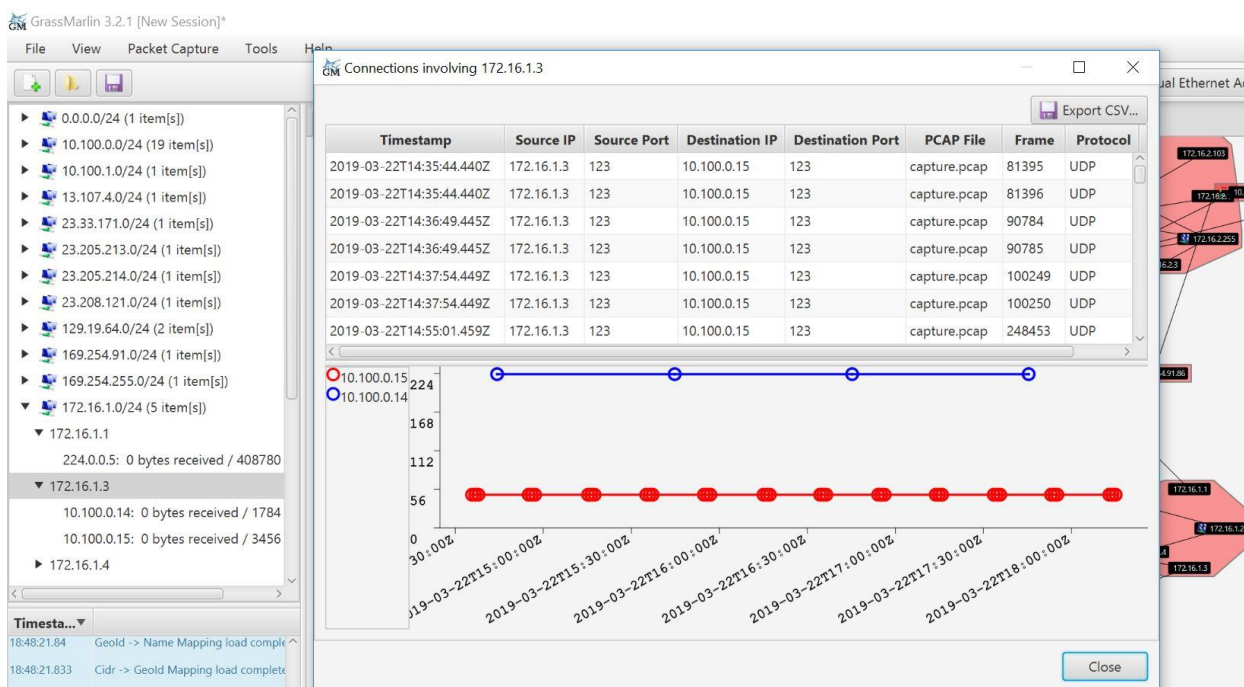 GM GrassMarlin 3.2.1 [New Session]*
File View Packet Capture Tools Help
GM Connections involving 172.16.1.3
Export CSV...
Timestamp Source IP Source Port Destination IP Destination Port PCAP File Frame Protocol
2019-03-22T14:35:44.440Z 172.16.1.3 123 10.100.0.15 123 capture.pcap 81395 UDP
2019-03-22T14:35:44.440Z 172.16.1.3 123 10.100.0.15 123 capture.pcap 81396 UDP
2019-03-22T14:36:49.445Z 172.16.1.3 123 10.100.0.15 123 capture.pcap 90784 UDP
2019-03-22T14:36:49.445Z 172.16.1.3 123 10.100.0.15 123 capture.pcap 90785 UDP
2019-03-22T14:37:54.449Z 172.16.1.3 123 10.100.0.15 123 capture.pcap 100249 UDP
2019-03-22T14:37:54.449Z 172.16.1.3 123 10.100.0.15 123 capture.pcap 100250 UDP
2019-03-22T14:55:01.459Z 172.16.1.3 123 10.100.0.15 123 capture.pcap 248453 UDP
10.100.0.15
10.100.0.14
224
168
112
56
0
30:00Z
019-03-22T15:00:00Z
2019-03-22T15:30:00Z
2019-03-22T16:00:00Z
2019-03-22T16:30:00Z
2019-03-22T17:00:00Z
2019-03-22T17:30:00Z
2019-03-22T18:00:00Z
Close
0.0.0.0/24 (1 item[s])
10.100.0.0/24 (19 item[s])
10.100.1.0/24 (1 item[s])
13.107.4.0/24 (1 item[s])
23.33.171.0/24 (1 item[s])
23.205.213.0/24 (1 item[s])
23.205.214.0/24 (1 item[s])
23.208.121.0/24 (1 item[s])
129.19.64.0/24 (2 item[s])
169.254.91.0/24 (1 item[s])
169.254.255.0/24 (1 item[s])
172.16.1.0/24 (5 item[s])
172.16.1.1
224.0.0.5: 0 bytes received / 408780
172.16.1.3
10.100.0.14: 0 bytes received / 1784
10.100.0.15: 0 bytes received / 3456
172.16.1.4
Timesta...
18:48:21.84 GeoId -> Name Mapping load comple
18:48:21.833 Cidr -> GeoId Mapping load complete
ual Ethernet A
172.16.2.103
10.
172.16.2.255
6.2.3
4.91.86
172.16.1.1
172.16.1.2
172.16.1.3